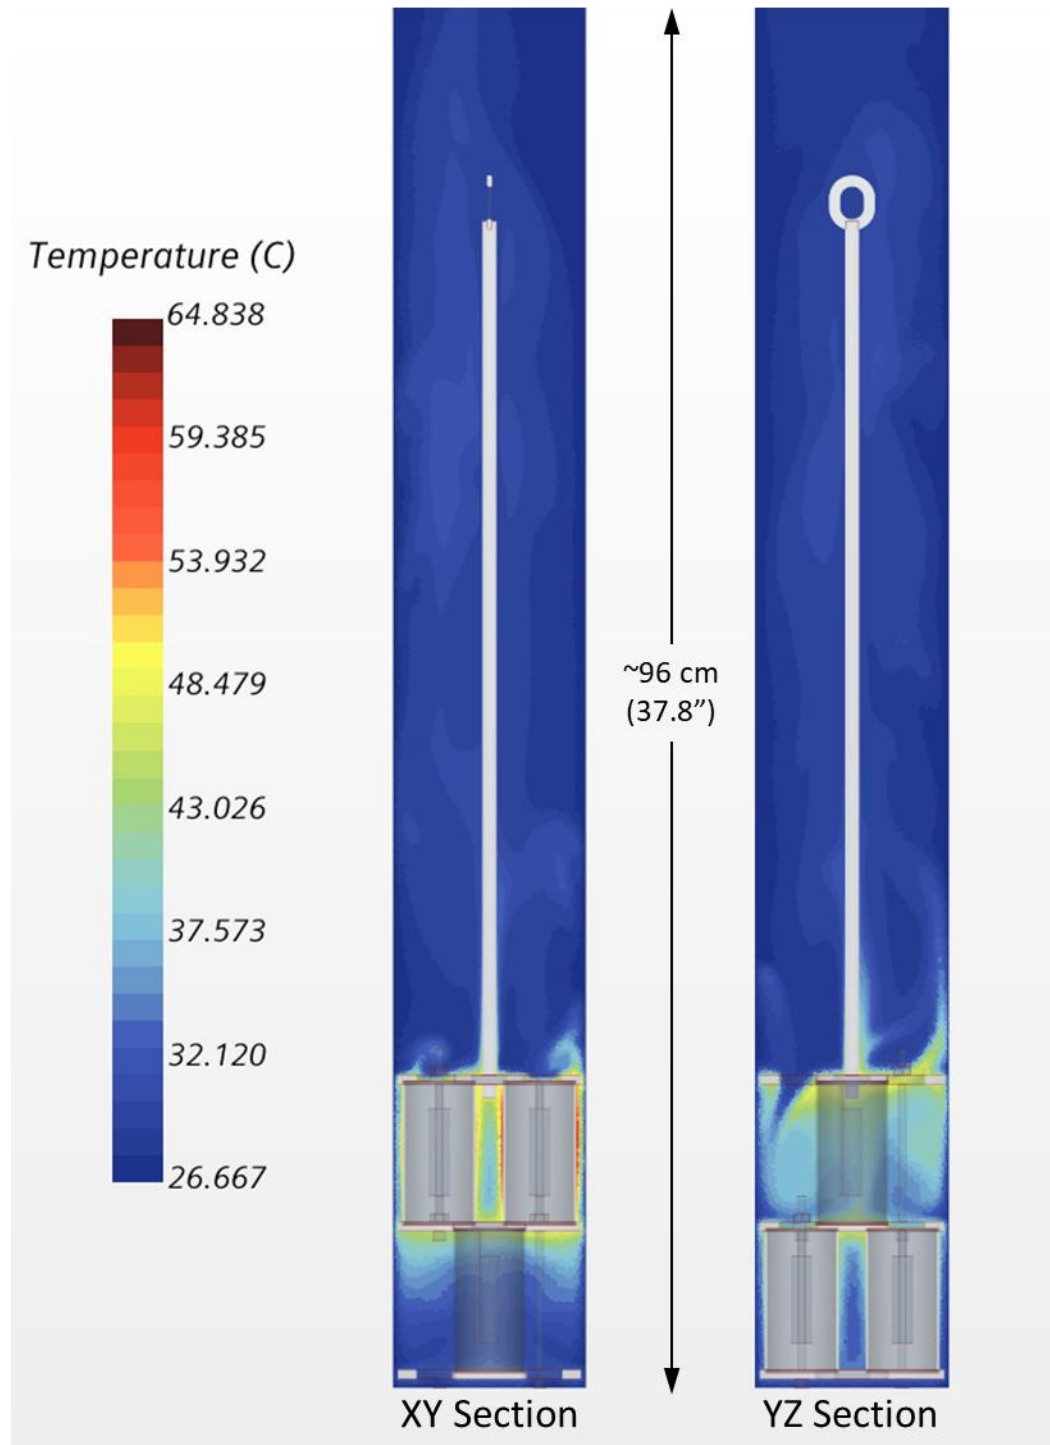 Temperature (C)
64.838
59.385
53.932
48.479
43.026
37.573
32.120
26.667
~96 cm
(37.8”)
XY Section
YZ Section